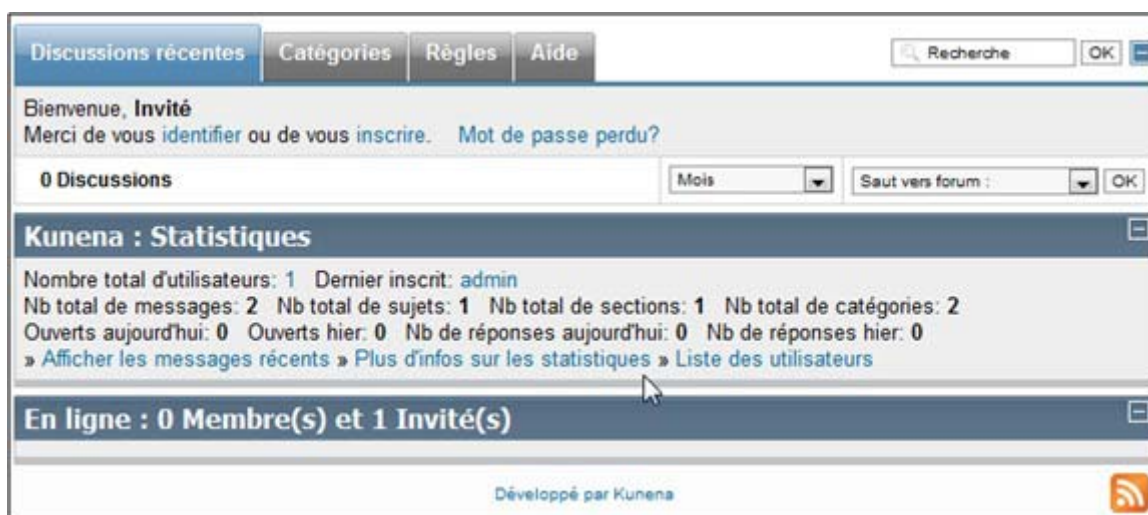 Discussions récentes Catégories Règles Aide Recherche OK
Bienvenue, Invité
Merci de vous identifier ou de vous inscrire. Mot de passe perdu?
0 Discussions Mois Saut vers forum : OK
Kunena : Statistiques
Nombre total d'utilisateurs: 1 Dernier inscrit: admin
Nb total de messages: 2 Nb total de sujets: 1 Nb total de sections: 1 Nb total de catégories: 2
Ouverts aujourd'hui: 0 Ouverts hier: 0 Nb de réponses aujourd'hui: 0 Nb de réponses hier: 0
» Afficher les messages récents » Plus d'infos sur les statistiques » Liste des utilisateurs
En ligne : 0 Membre(s) et 1 Invité(s)
Développé par Kunena